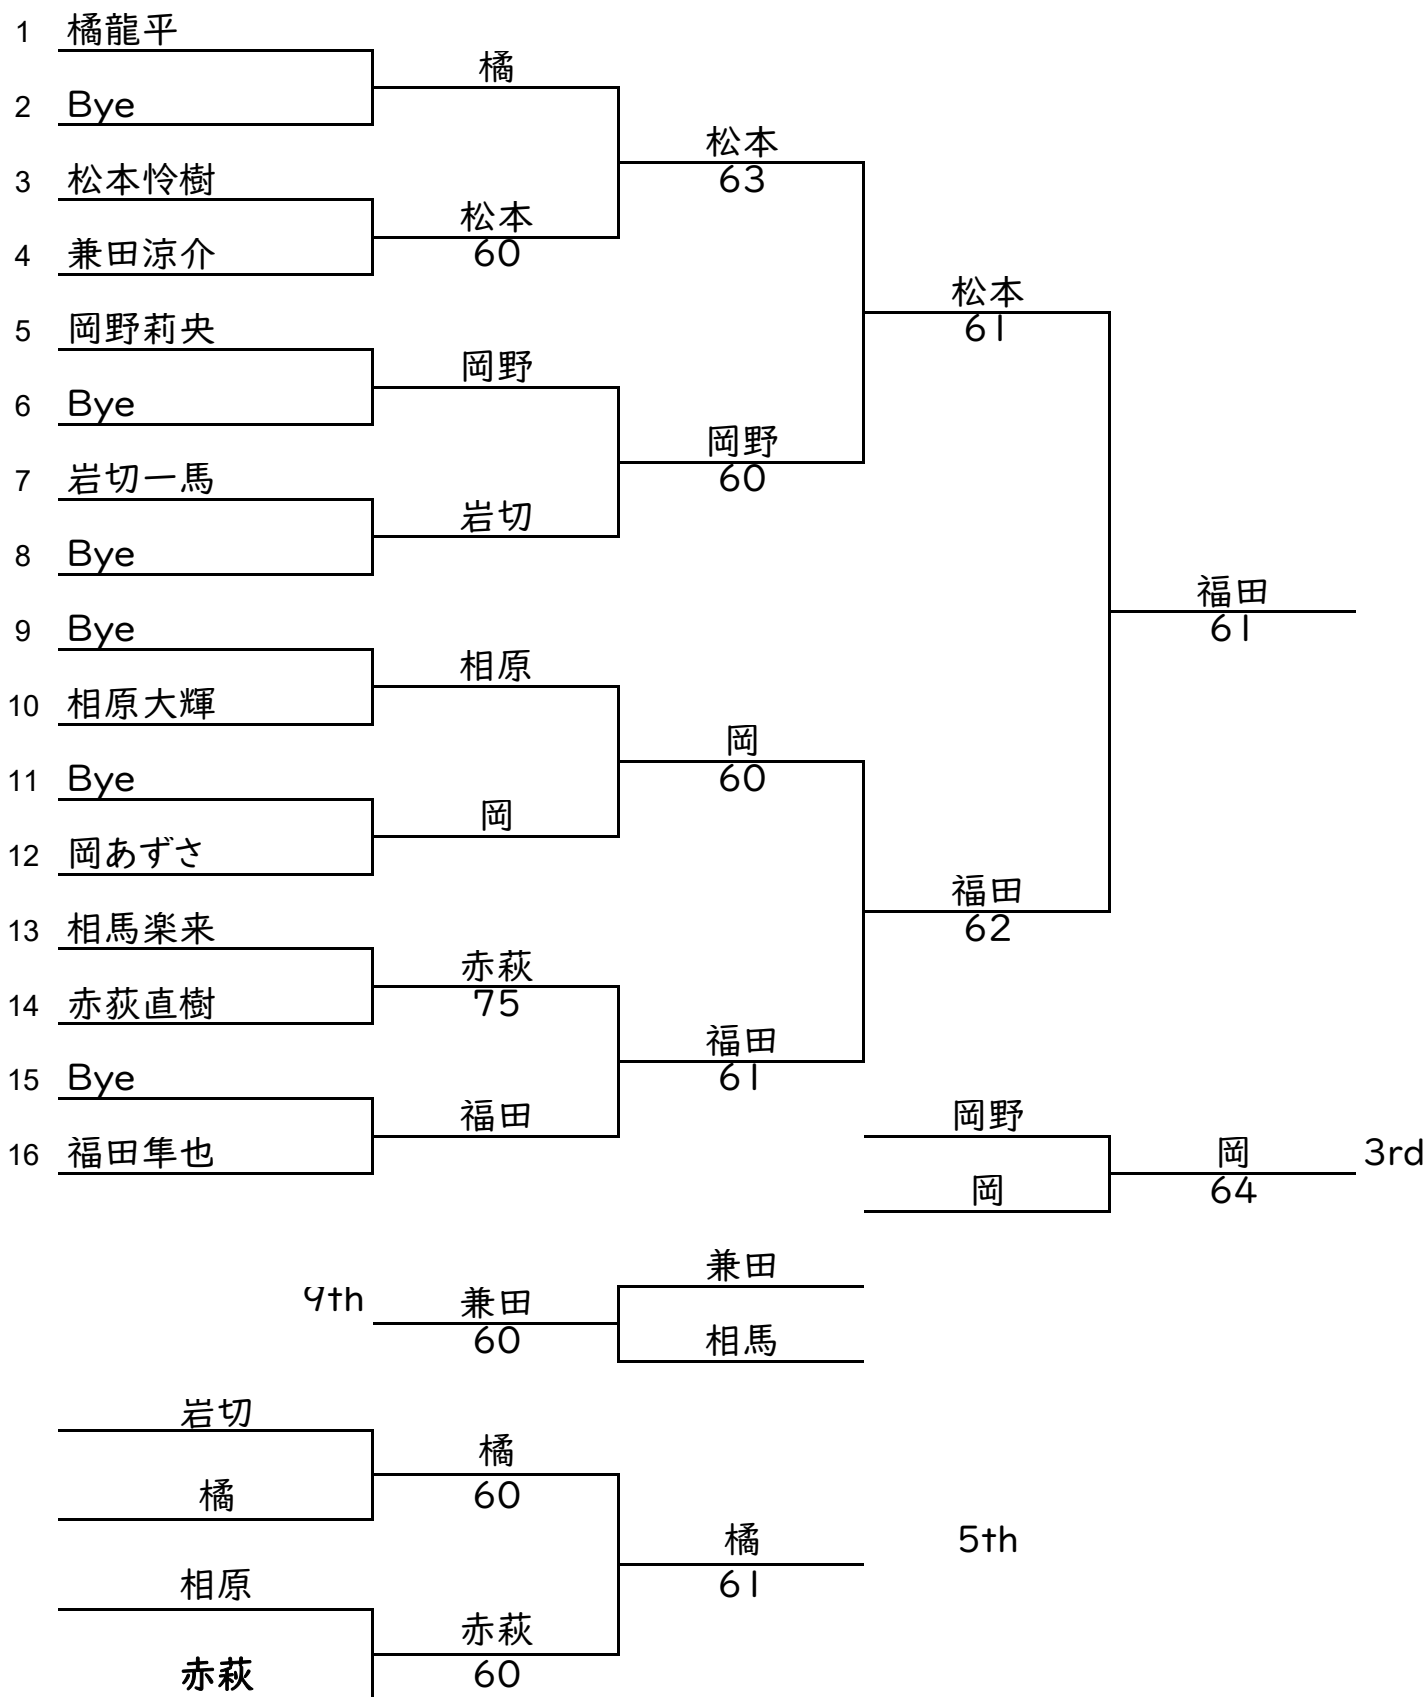 1 橘龍平
橘
2 Bye
松本
63
3 松本怜樹
松本
60
4 兼田涼介
松本
61
5 岡野莉央
岡野
6 Bye
岡野
60
7 岩切一馬
岩切
8 Bye
福田
61
9 Bye
相原
10 相原大輝
岡
60
11 Bye
岡
12 岡あずさ
福田
62
13 相馬楽来
赤萩
75
14 赤荻直樹
福田
61
15 Bye
福田
16 福田隼也
岡野
岡 3rd
64
岡
兼田
9th 兼田
60
相馬
岩切
橘
60
橘
橘 5th
61
相原
赤萩
60
赤萩